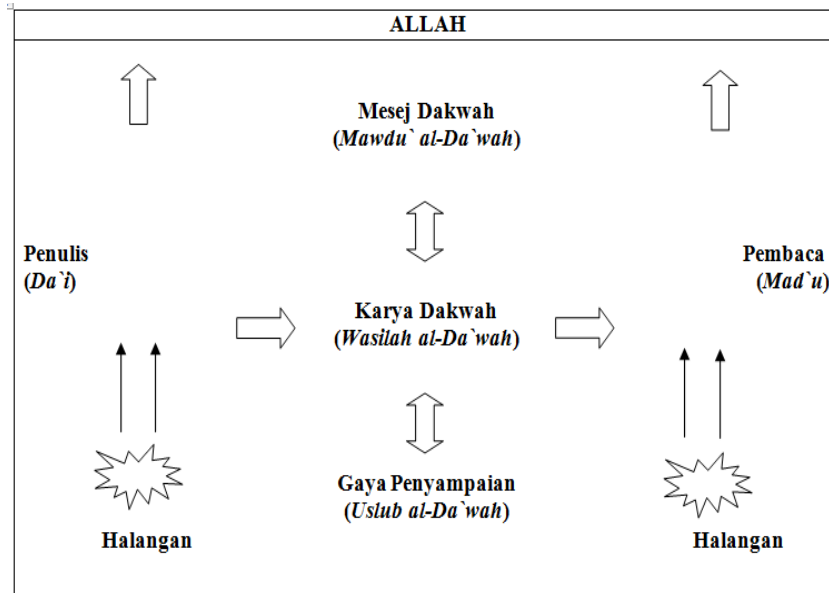 ALLAH
Mesej Dakwah
(Mawdu` al-Da`wah)
Penulis
(Da`i)
Karya Dakwah
(Wasilah al-Da`wah)
Pembaca
(Mad`u)
Gaya Penyampaian
(Uslub al-Da`wah)
Halangan
Halangan